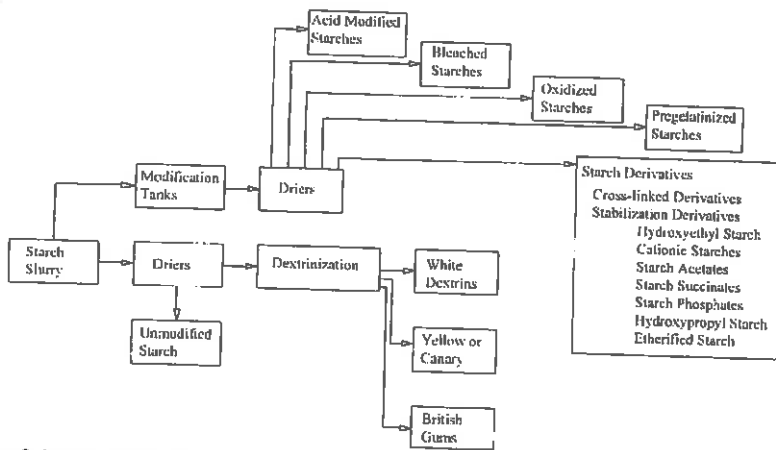 Acid Modified
Starches
Bleached
Starches
Oxidized
Starches
Pregelatinized
Starches
Modification
Tanks
Driers
Starch Derivatives
Cross-linked Derivatives
Stabilization Derivatives
Hydroxyethyl Starch
Cationic Starches
Starch Acetates
Starch Succinates
Starch Phosphates
Hydroxypropyl Starch
Etherified Starch
Starch
Slurry
Driers
Dextrinization
White
Dextrins
Unmodified
Starch
Yellow or
Canary
British
Gums